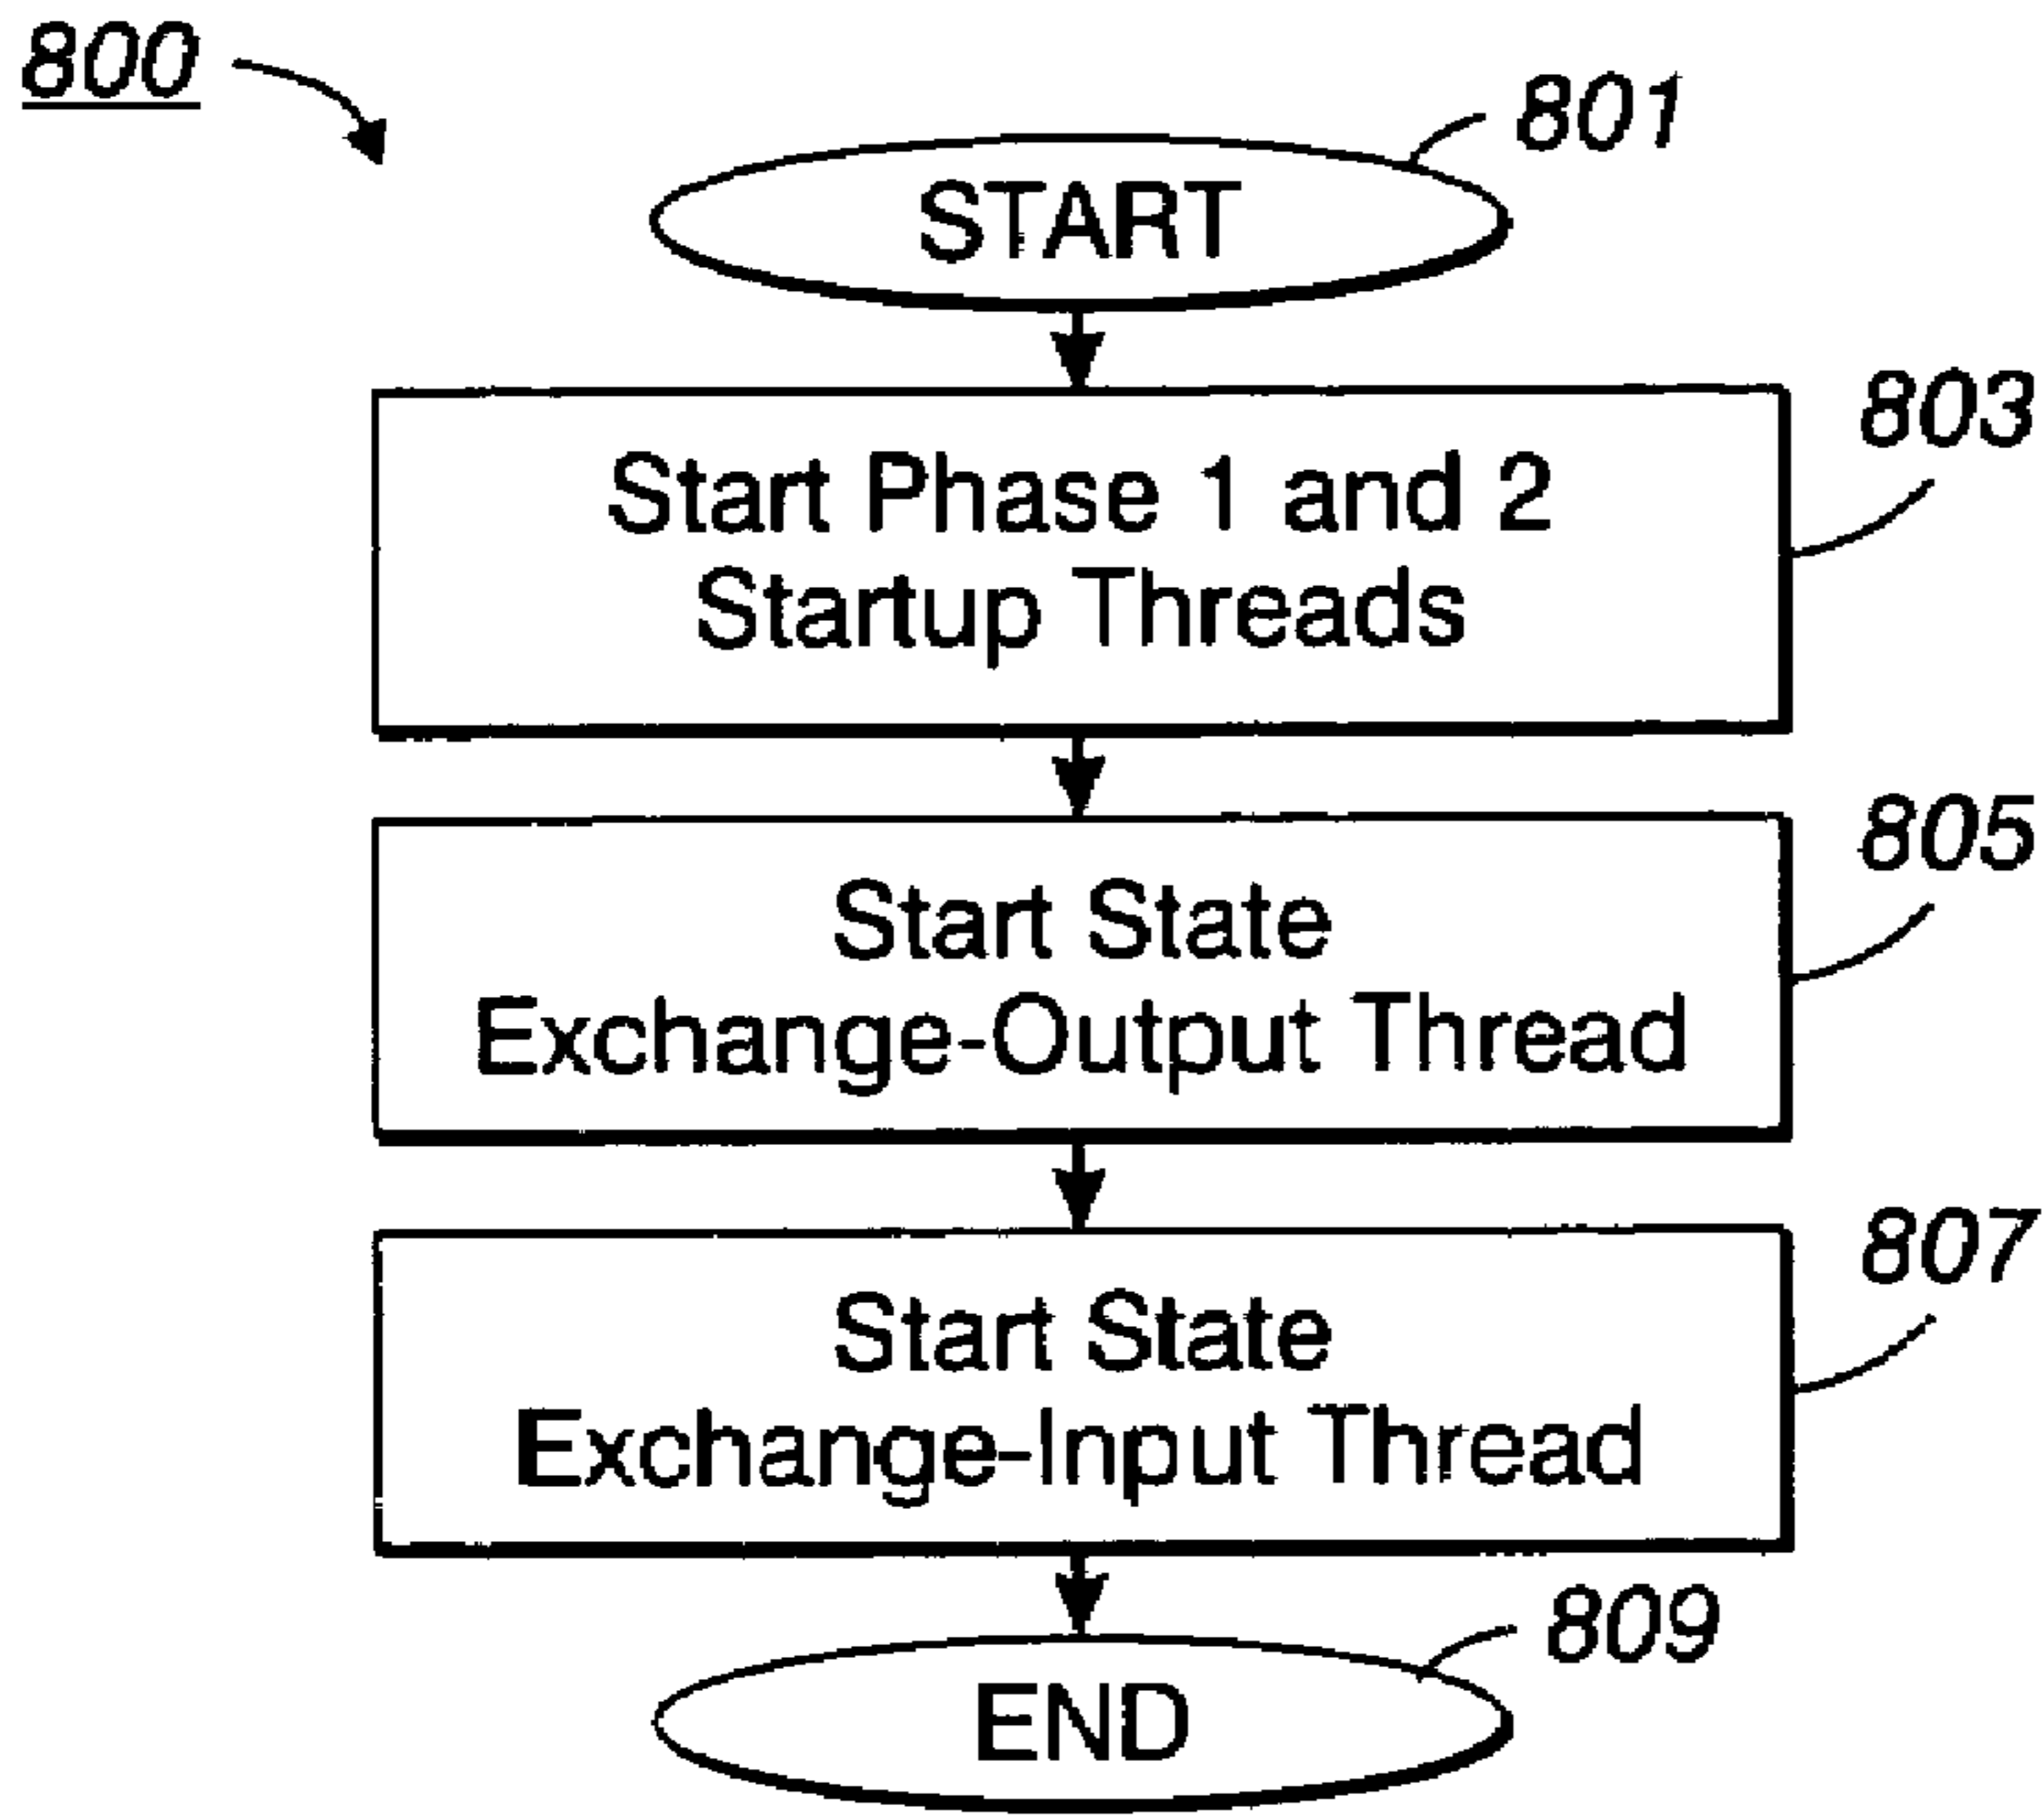 800
801
START
803
Start Phase 1 and 2
Startup Threads
805
Start State
Exchange-Output Thread
807
Start State
Exchange-Input Thread
809
END